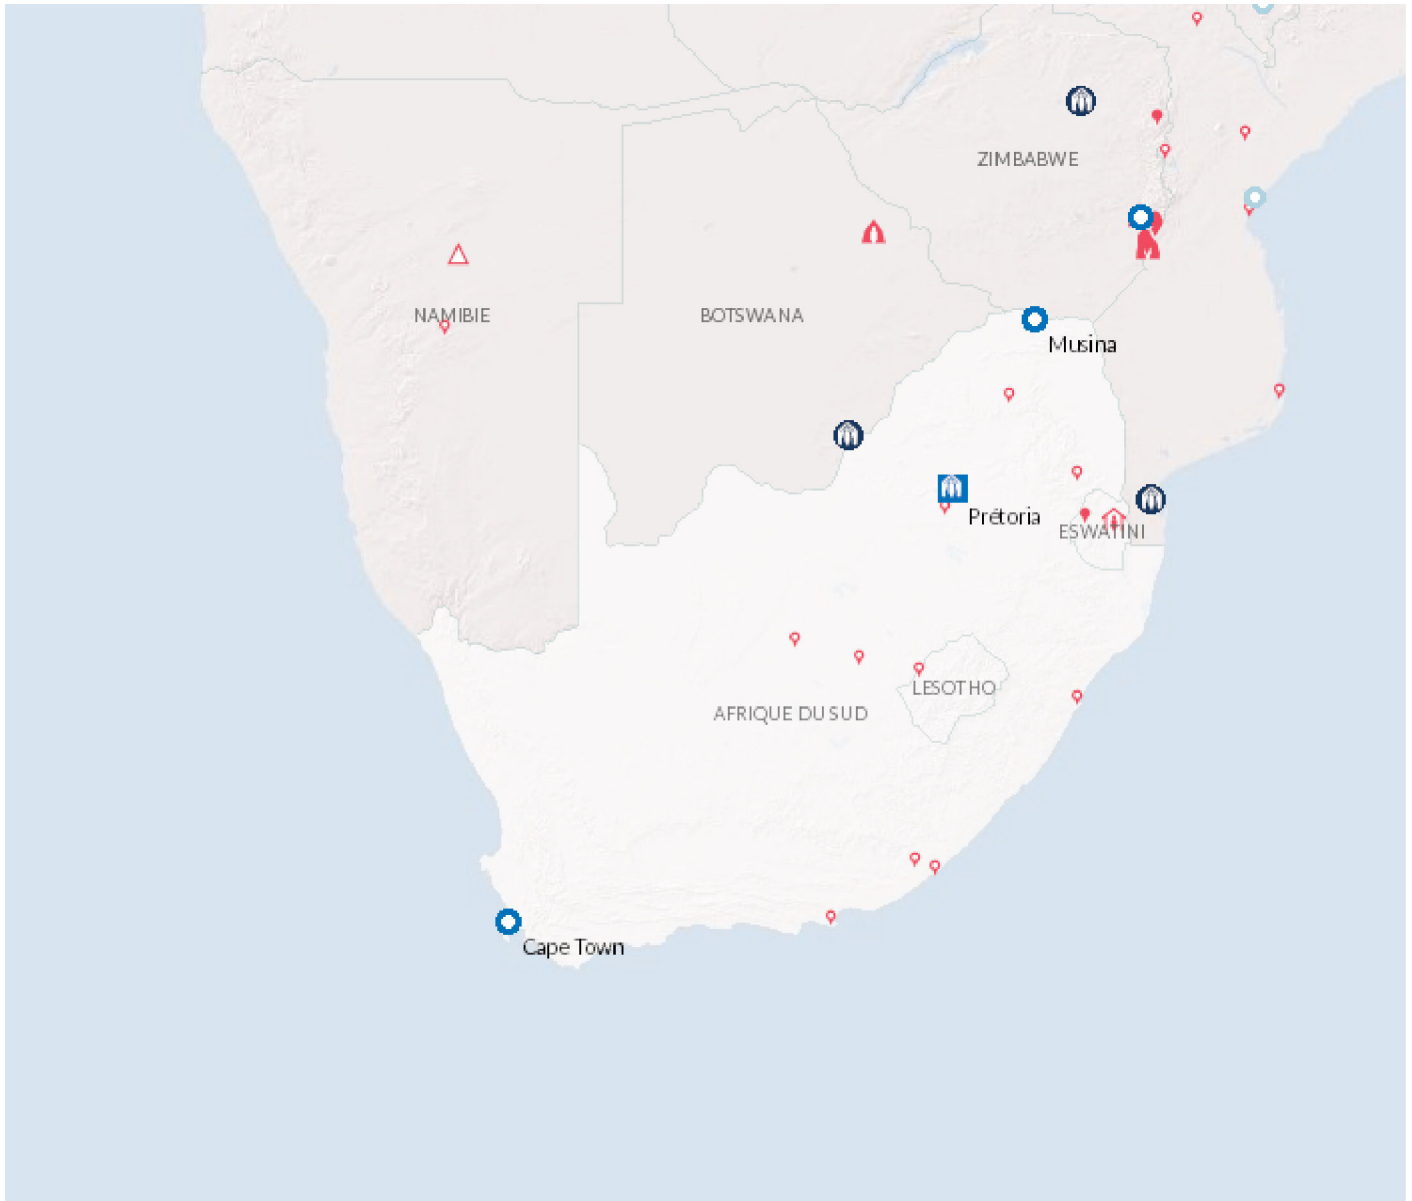 ZIMBABWE
NAMIBIE
BOTSWANA
Musina
Prétoria
ESWATINI
LESOTHO
AFRIQUE DU SUD
Cape Town